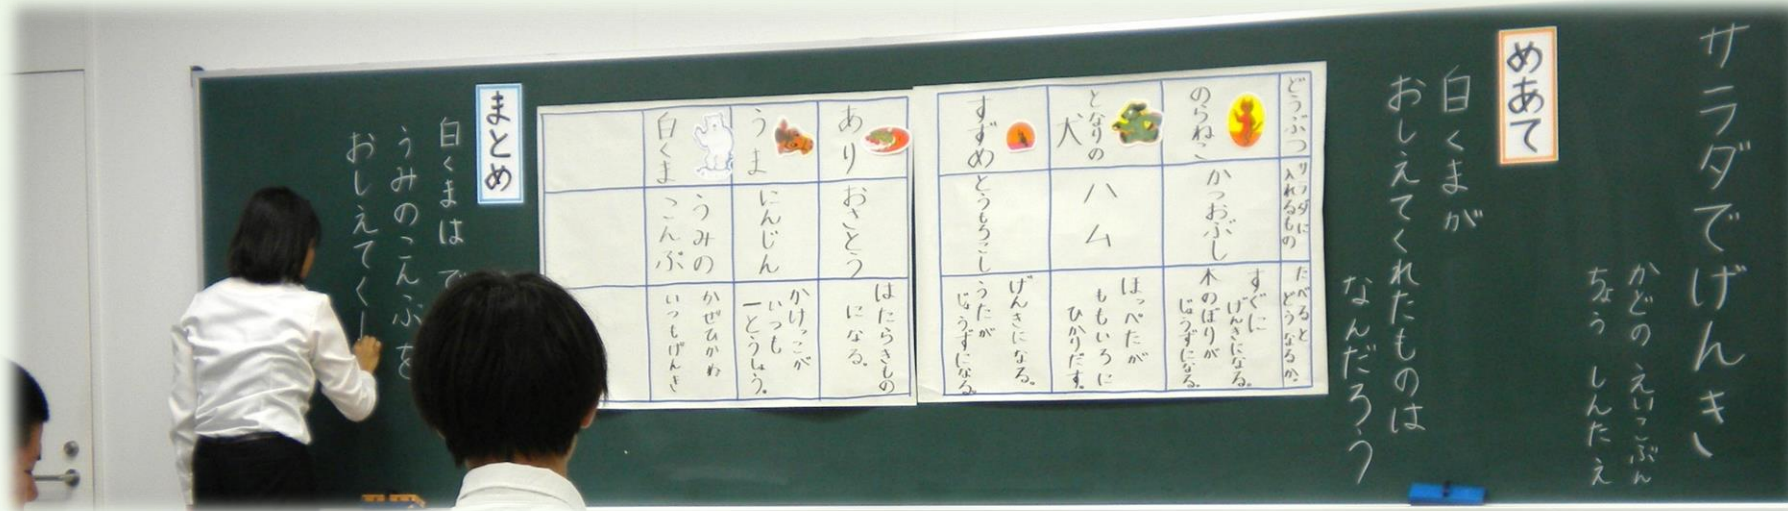 サラダでげんき
かどの えいこぶん
ちょう しんた え
めあて
白くまが
おしえてくれたものは
なんだろう
どうぶつ
サラダに
入れるもの
たべると
どうなるか。
のらねこ
かつおぶし
すぐに
げんきになる。
木のぼりが
じょうずになる。
となりの
犬
ハム
ほっぺたが
ももいろに
ひかりだす。
すずめ
とうもろこし
げんきになる。
うたが
じょうずになる。
あり
おさとう
はたらきもの
になる。
うま
にんじん
かけっこが
いつも
一とうしょう。
白くま
うみの
こんぶ
かぜひかぬ
いつもげんき
まとめ
白くまは で
うみのこんぶを
おしえてく